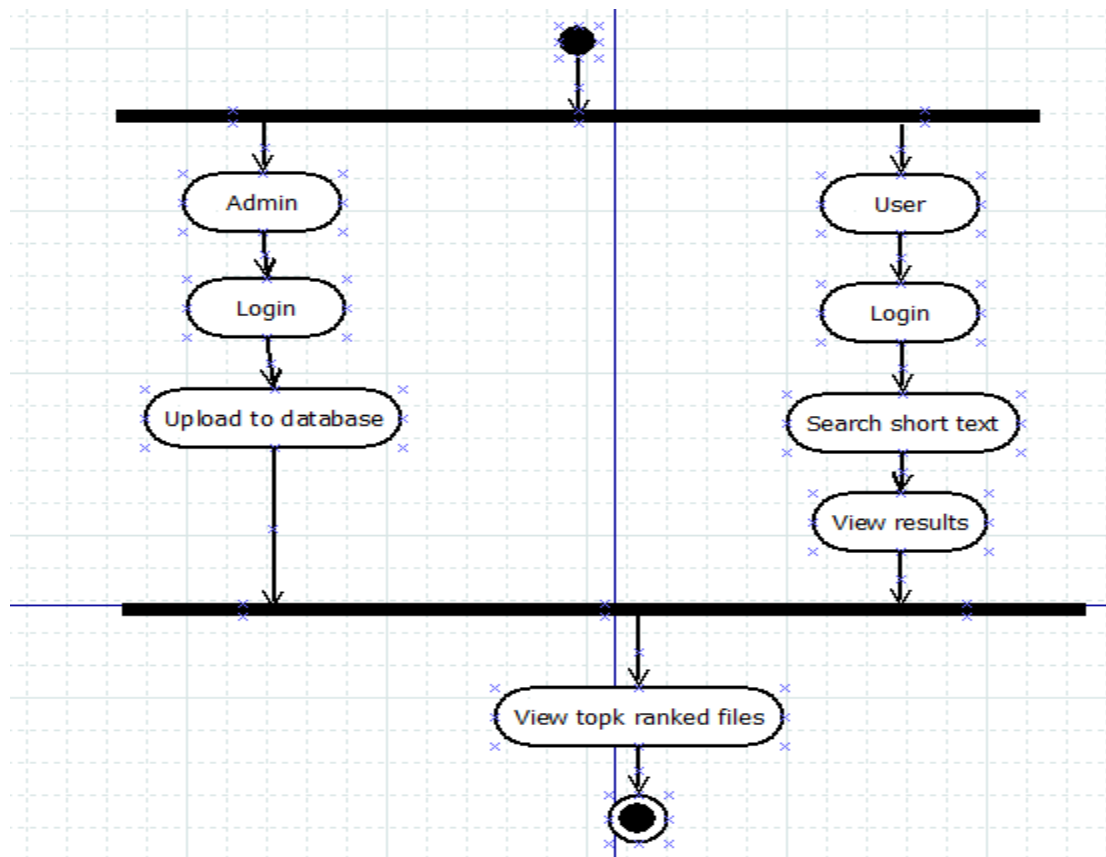 Admin
User
Login
Login
Upload to database
Search short text
View results
View topk ranked files